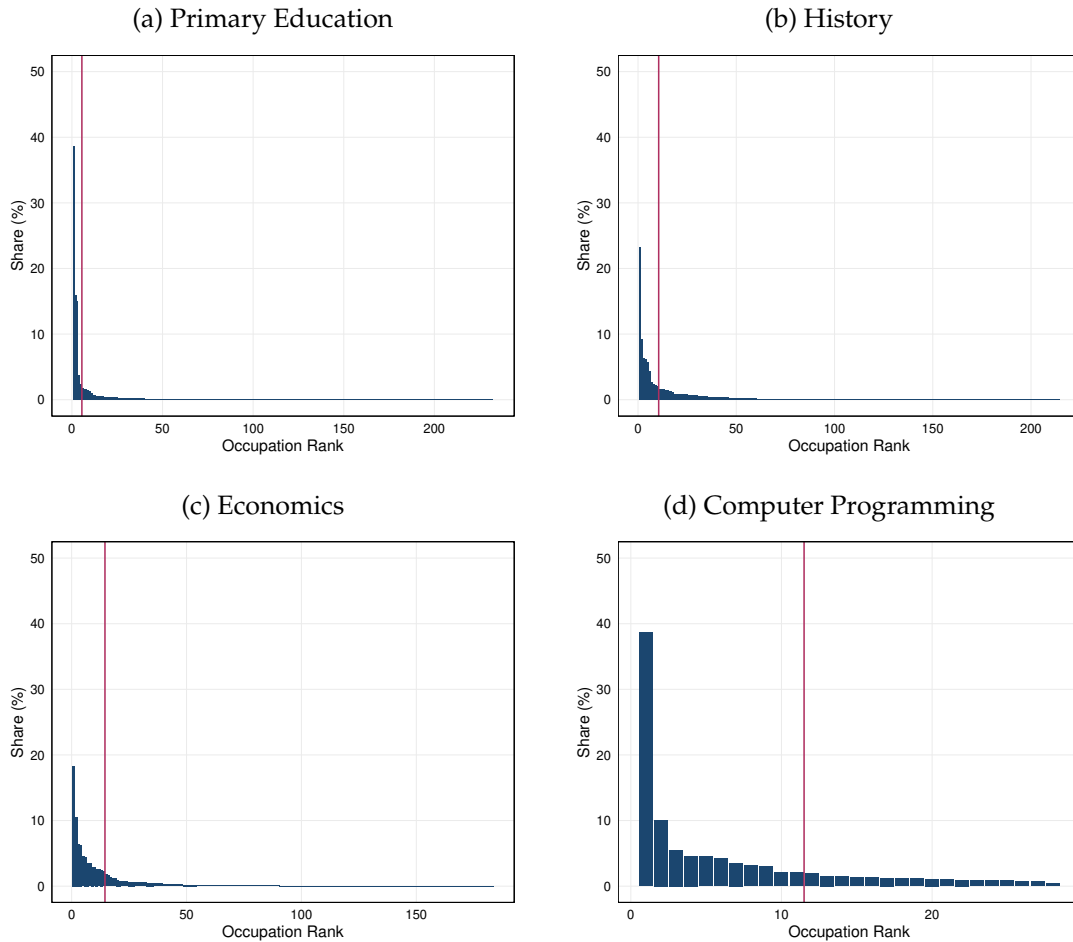 (a) Primary Education
50
40
30
20
10
0
Share (%)
0 50 100 150 200
Occupation Rank
(b) History
50
40
30
20
10
0
Share (%)
0 50 100 150 200
Occupation Rank
(c) Economics
50
40
30
20
10
0
Share (%)
0 50 100 150
Occupation Rank
(d) Computer Programming
50
40
30
20
10
0
Share (%)
0 10 20
Occupation Rank